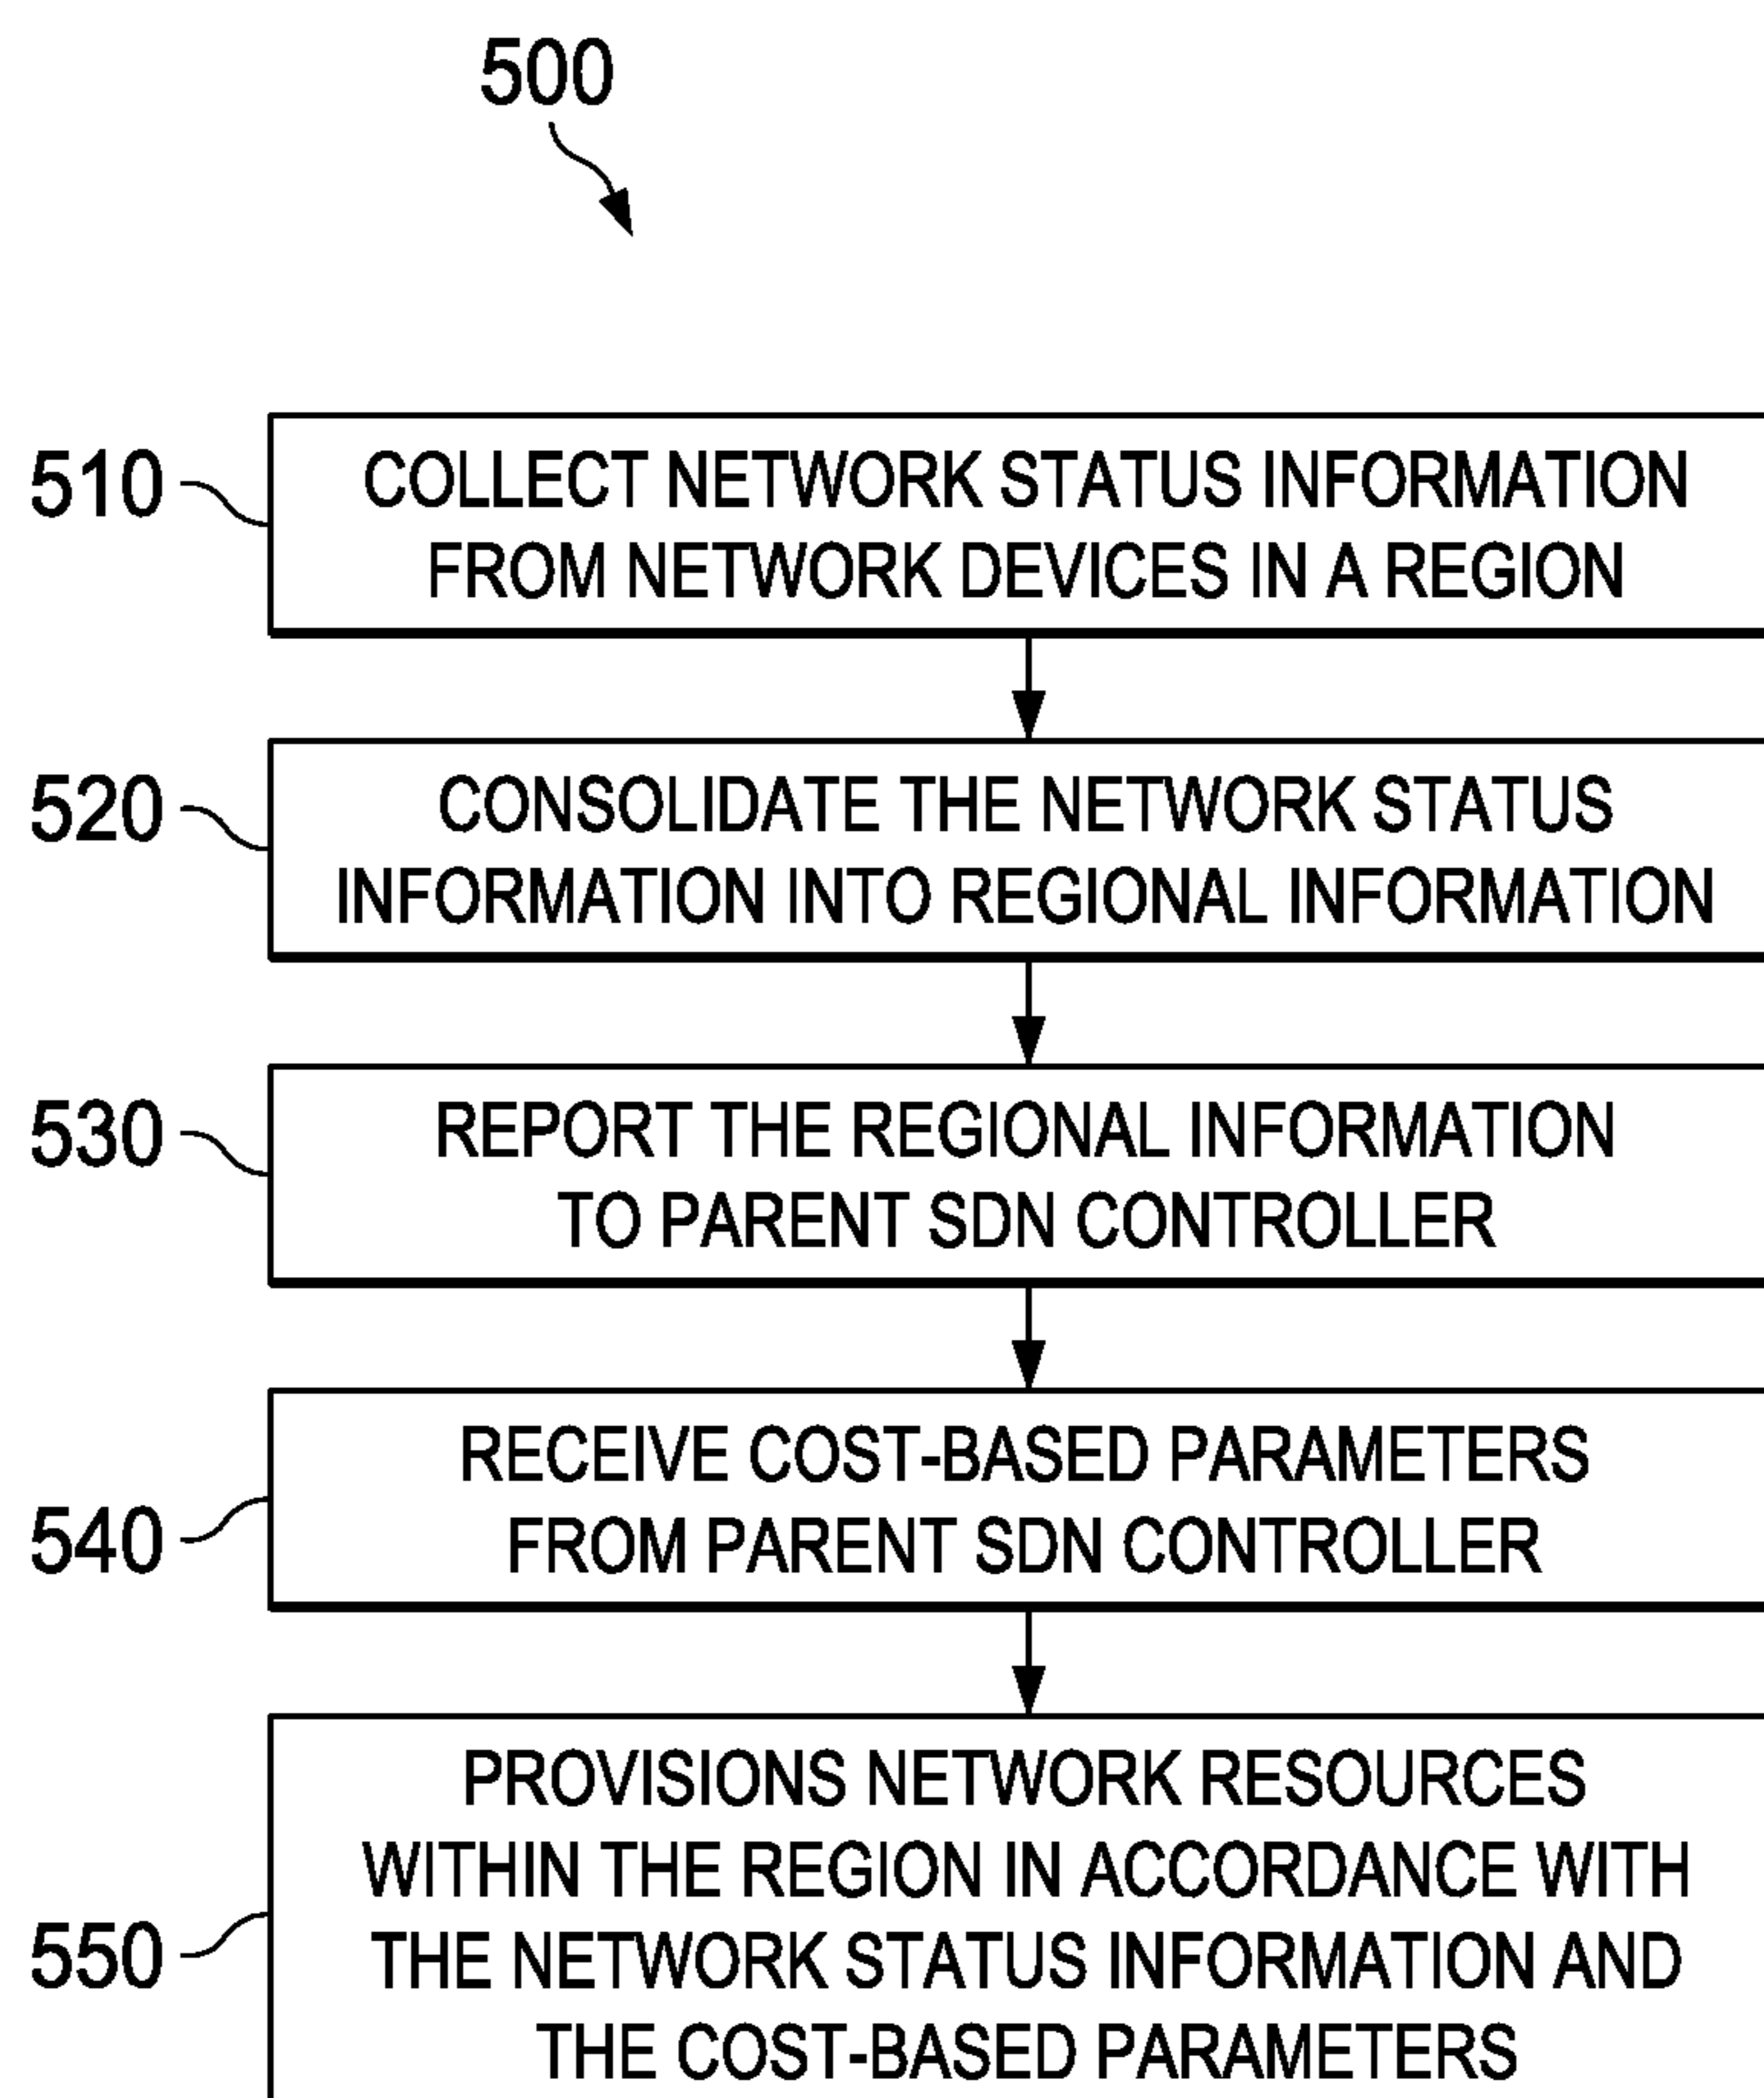 500
510
COLLECT NETWORK STATUS INFORMATION
FROM NETWORK DEVICES IN A REGION
520
CONSOLIDATE THE NETWORK STATUS
INFORMATION INTO REGIONAL INFORMATION
530
REPORT THE REGIONAL INFORMATION
TO PARENT SDN CONTROLLER
540
RECEIVE COST-BASED PARAMETERS
FROM PARENT SDN CONTROLLER
550
PROVISIONS NETWORK RESOURCES
WITHIN THE REGION IN ACCORDANCE WITH
THE NETWORK STATUS INFORMATION AND
THE COST-BASED PARAMETERS